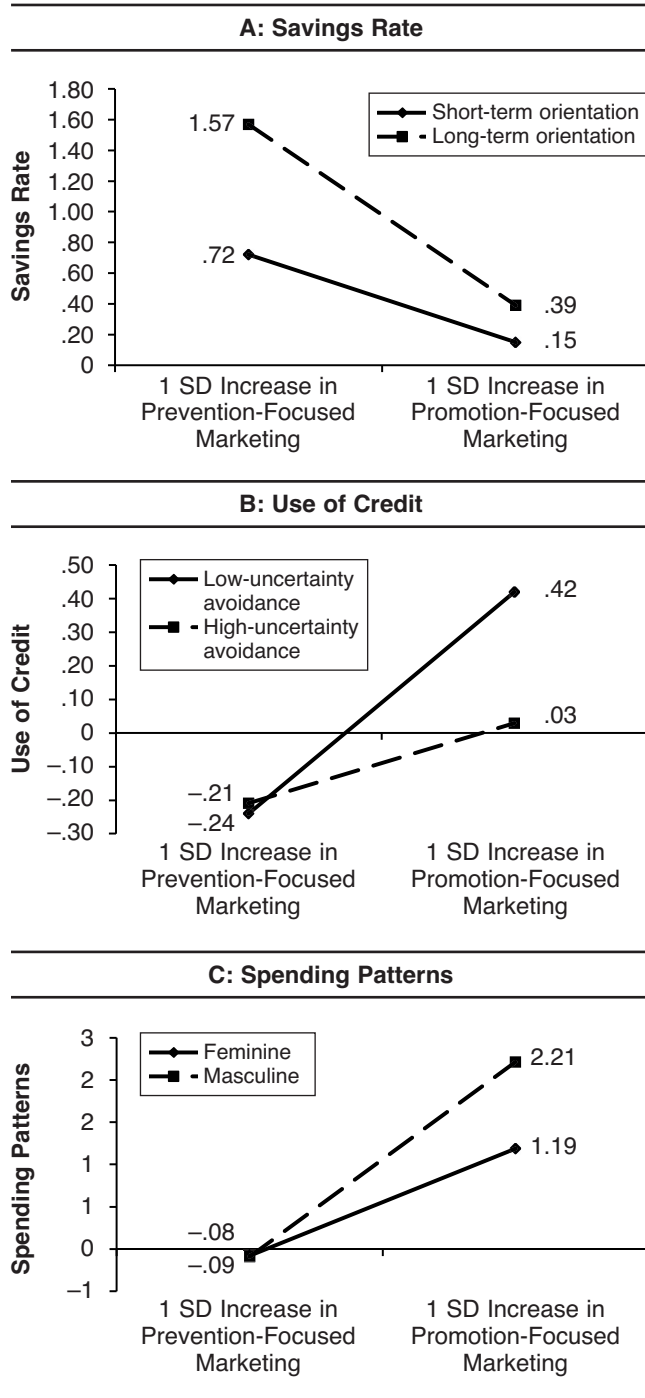 A: Savings Rate
Savings Rate
1.80
1.60
1.40
1.20
1.00
.80
.60
.40
.20
0
Short-term orientation
Long-term orientation
1.57
.72
.39
.15
1 SD Increase in
Prevention-Focused
Marketing
1 SD Increase in
Promotion-Focused
Marketing
B: Use of Credit
Use of Credit
.50
.40
.30
.20
.10
0
–.10
–.20
–.30
Low-uncertainty
avoidance
High-uncertainty
avoidance
.42
.03
–.21
–.24
1 SD Increase in
Prevention-Focused
Marketing
1 SD Increase in
Promotion-Focused
Marketing
C: Spending Patterns
Spending Patterns
3
2
2
1
1
0
–1
Feminine
Masculine
2.21
1.19
–.08
–.09
1 SD Increase in
Prevention-Focused
Marketing
1 SD Increase in
Promotion-Focused
Marketing